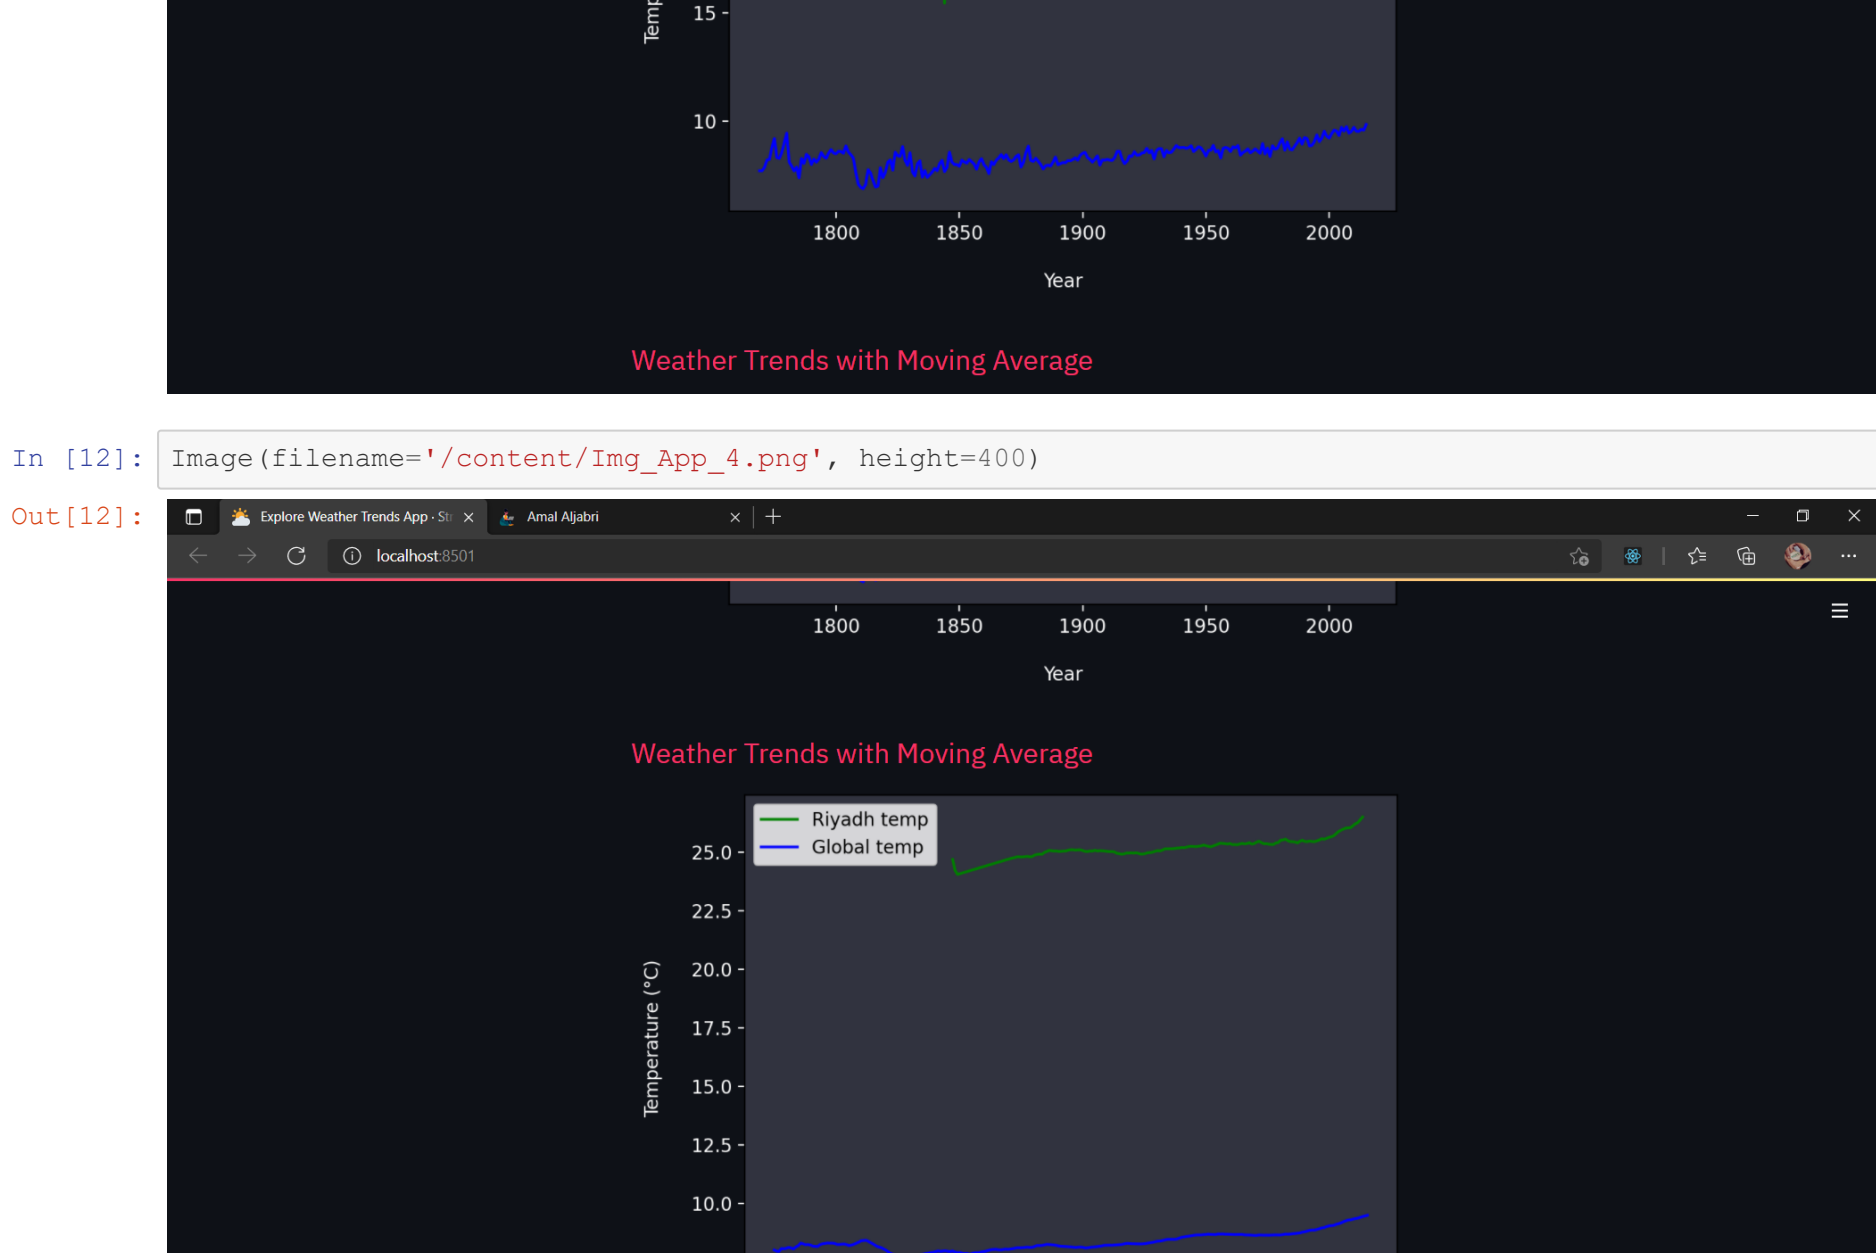 15
10
1800 1850 1900 1950 2000
Year
Weather Trends with Moving Average
In [12]: Image(filename='/content/Img_App_4.png', height=400)
Out[12]:
Explore Weather Trends App · Amal Aljabri
localhost:8501
1800 1850 1900 1950 2000
Year
Weather Trends with Moving Average
Riyadh temp
Global temp
Temperature (°C)
25.0
22.5
20.0
17.5
15.0
12.5
10.0